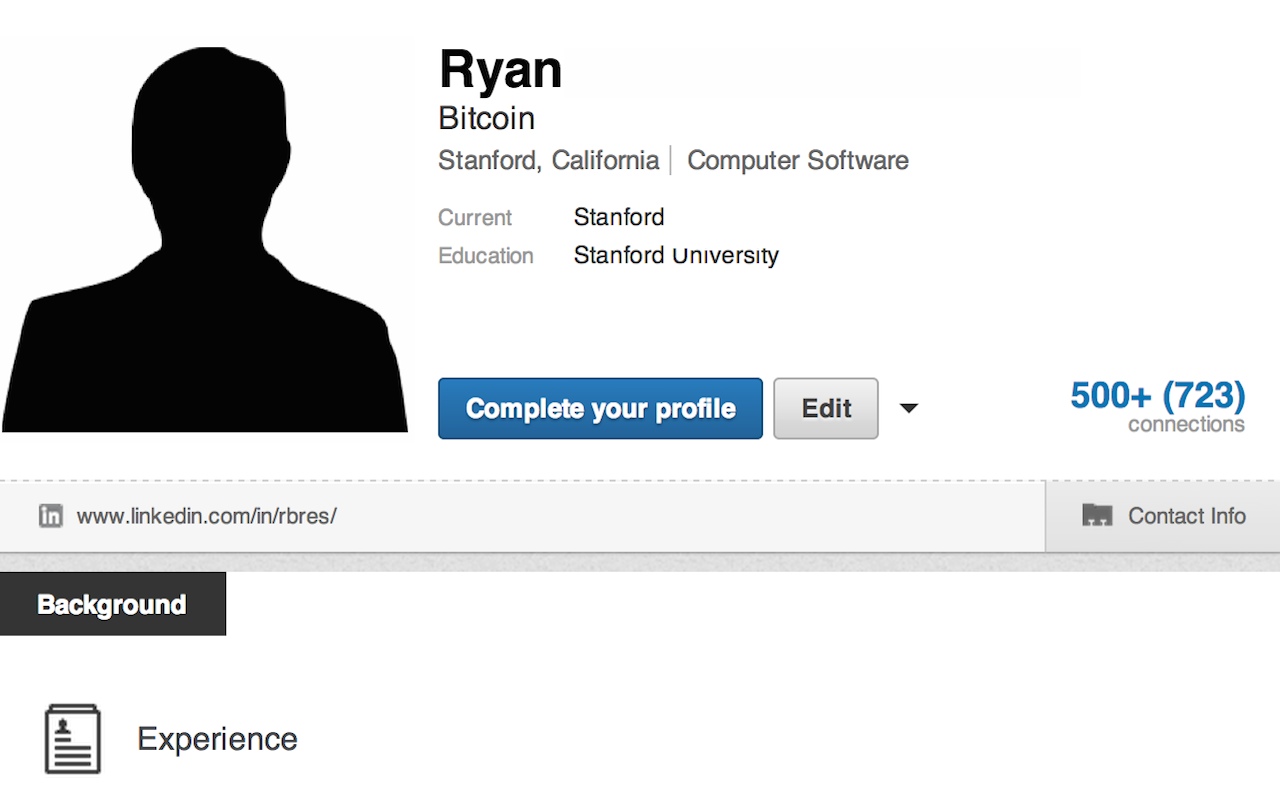 Ryan
Bitcoin
Stanford, California | Computer Software
Current Stanford
Education Stanford University
Complete your profile Edit
500+ (723)
connections
in www.linkedin.com/in/rbres/ Contact Info
Background
Experience